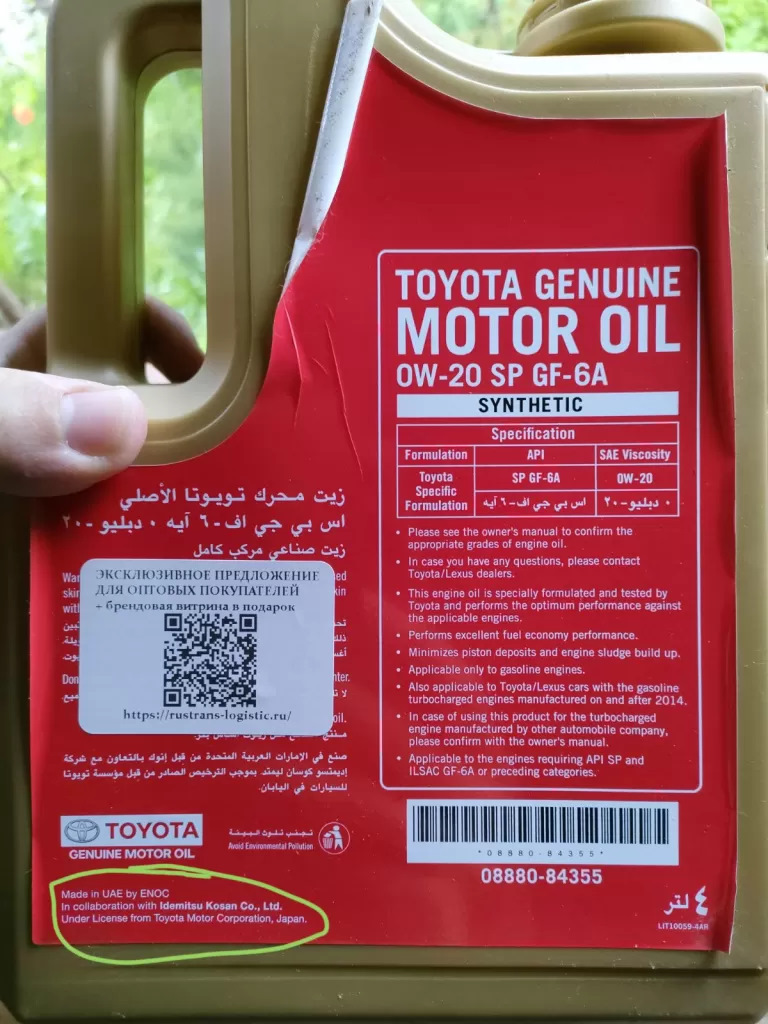 TOYOTA GENUINE
MOTOR OIL
0W-20 SP GF-6A
SYNTHETIC
Specification
Formulation API SAE Viscosity
Toyota Specific Formulation SP GF-6A 0W-20
اس بي جي اف-٦ آيه ٠ دبليو-٢٠
• Please see the owner's manual to confirm the
appropriate grades of engine oil.
• In case you have any questions, please contact
Toyota/Lexus dealers.
• This engine oil is specially formulated and tested by
Toyota and performs the optimum performance against
the applicable engines.
• Performs excellent fuel economy performance.
• Minimizes piston deposits and engine sludge build up.
• Applicable only to gasoline engines.
• Also applicable to Toyota/Lexus cars with the gasoline
turbocharged engines manufactured on and after 2014.
• In case of using this product for the turbocharged
engine manufactured by other automobile company,
please confirm with the owner's manual.
• Applicable to the engines requiring API SP and
ILSAC GF-6A or preceding categories.
*08880-84355*
08880-84355
٤ لتر
LIT10059-4AR
زيت محرك تويوتا الأصلي
اس بي جي اف-٦ آيه ٠ دبليو-٢٠
زيت صناعي مركب كامل
ЭКСКЛЮЗИВНОЕ ПРЕДЛОЖЕНИЕ
ДЛЯ ОПТОВЫХ ПОКУПАТЕЛЕЙ
+ брендовая витрина в подарок
https://rustrans-logistic.ru/
صنع في الإمارات العربية المتحدة من قبل إنوك بالتعاون مع شركة
إديمتسو كوسان ليمتد. بموجب الترخيص الصادر من قبل مؤسسة تويوتا
للسيارات في اليابان.
TOYOTA
GENUINE MOTOR OIL
تجنب تلوث البيئة
Avoid Environmental Pollution
Made in UAE by ENOC
In collaboration with Idemitsu Kosan Co., Ltd.
Under License from Toyota Motor Corporation, Japan.